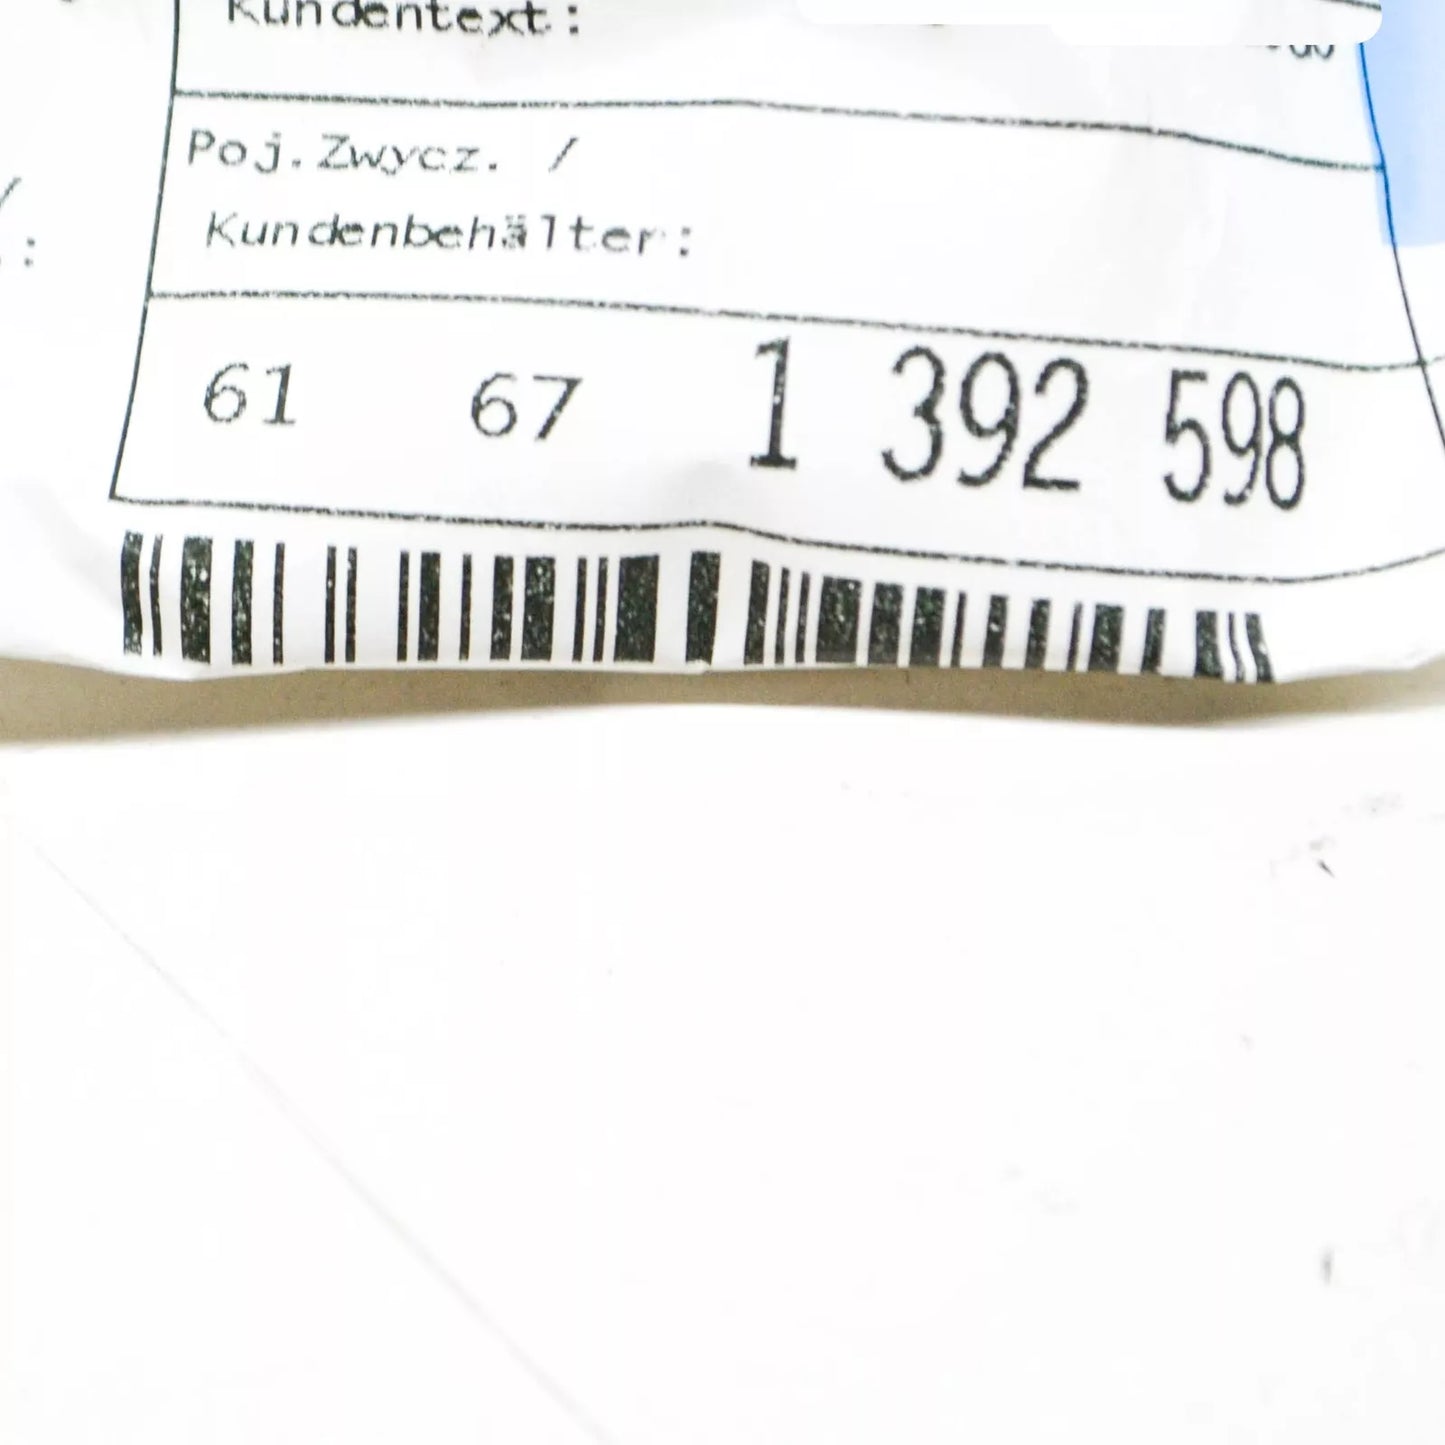 Kundentext:
Poj.Zwycz. /
Kundenbehälter:
:
61 67 1 392 598